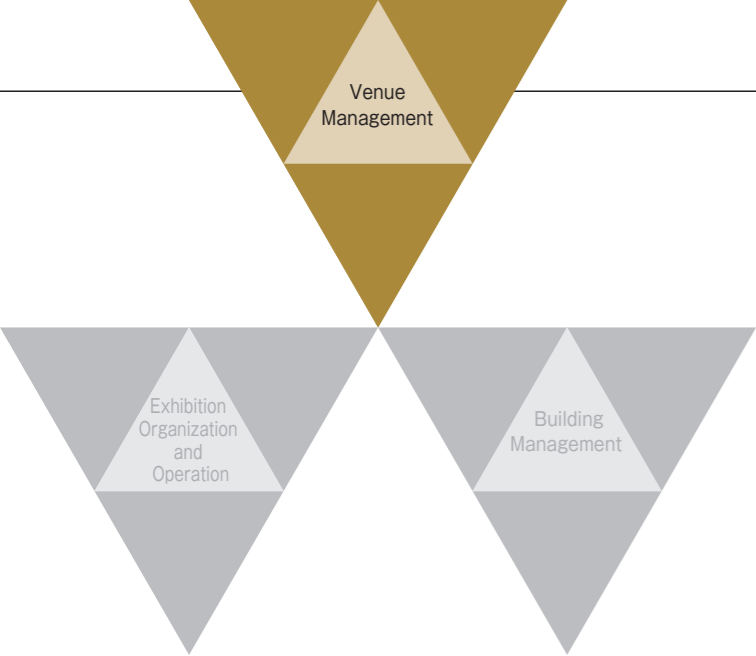 Venue
Management
Exhibition
Organization
and
Operation
Building
Management